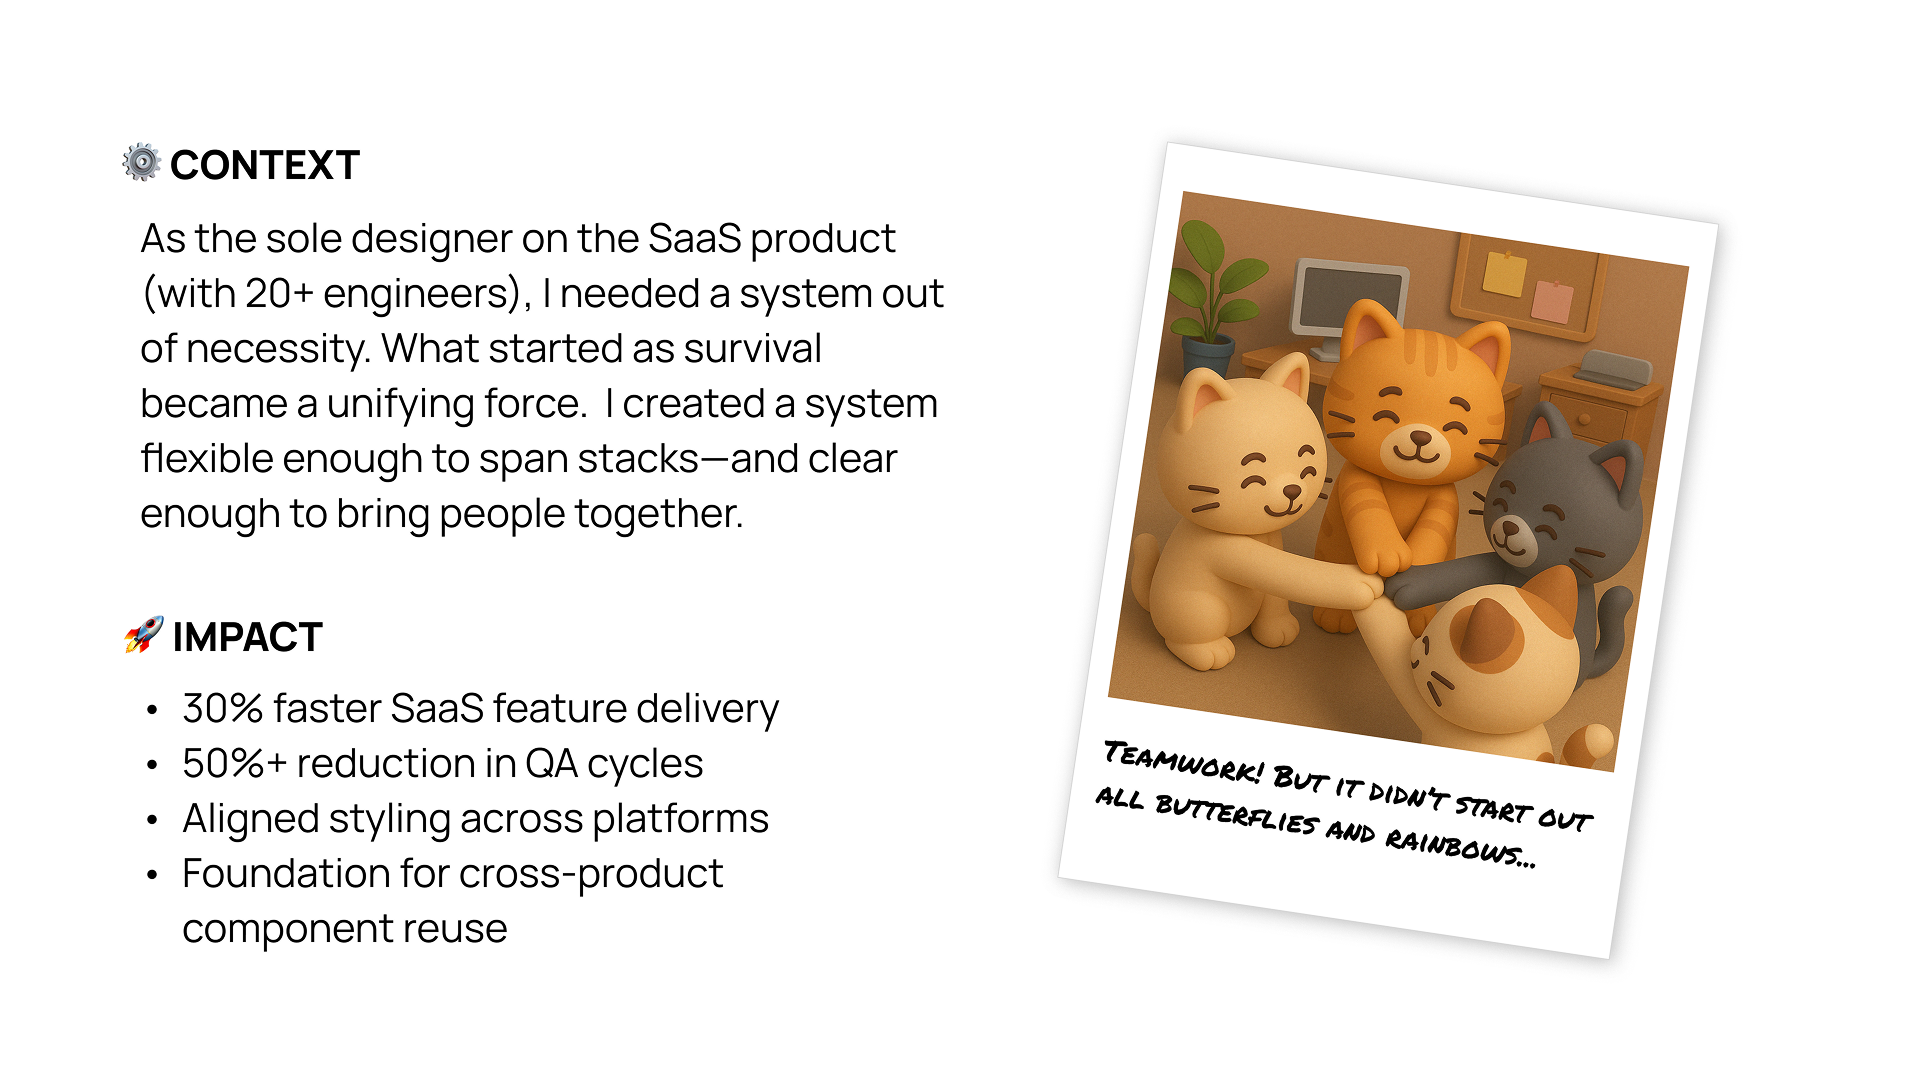 ⚙️ CONTEXT
As the sole designer on the SaaS product
(with 20+ engineers), I needed a system out
of necessity. What started as survival
became a unifying force.  I created a system
flexible enough to span stacks—and clear
enough to bring people together.
🚀 IMPACT
• 30% faster SaaS feature delivery
• 50%+ reduction in QA cycles
• Aligned styling across platforms
• Foundation for cross-product
component reuse
Teamwork! But it didn't start out
all butterflies and rainbows...